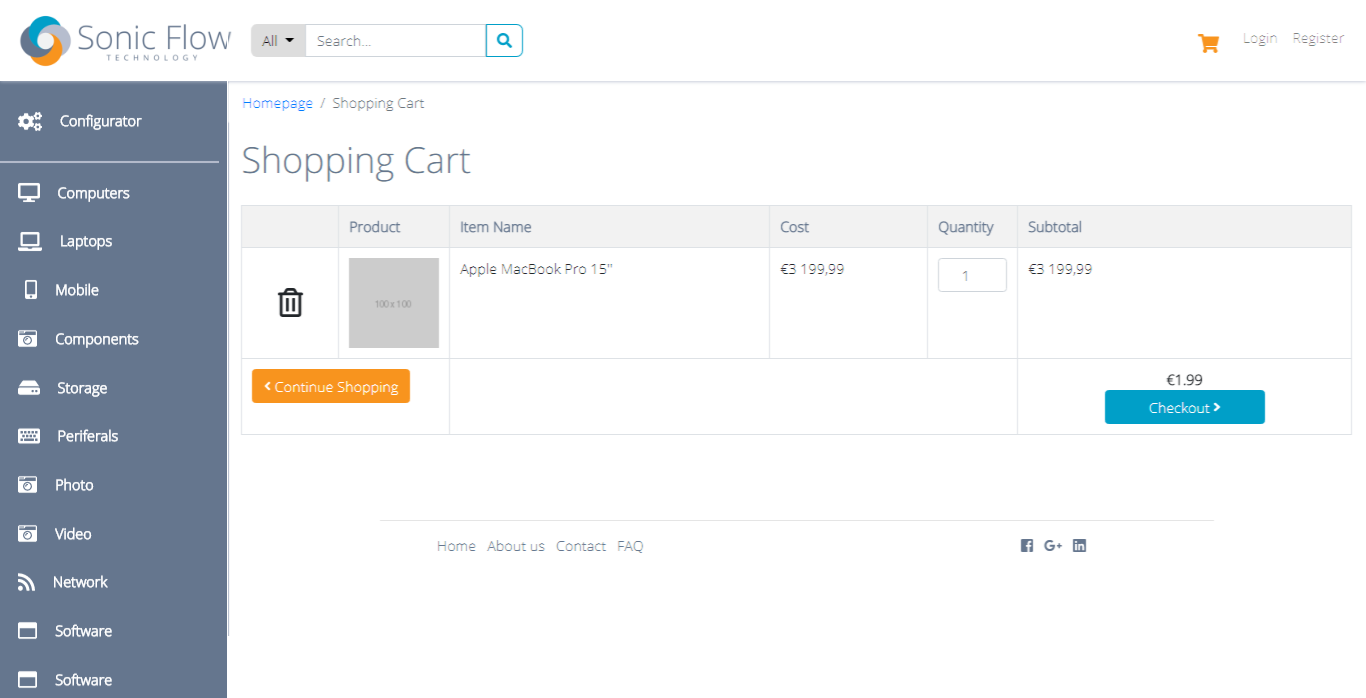 Sonic Flow
TECHNOLOGY
All
Search...
Login Register
Configurator
Computers
Laptops
Mobile
Components
Storage
Periferals
Photo
Video
Network
Software
Software
Homepage / Shopping Cart
Shopping Cart
Product Item Name Cost Quantity Subtotal
100 x 100 Apple MacBook Pro 15" €3 199,99 1 €3 199,99
Continue Shopping
€1.99
Checkout
Home About us Contact FAQ
G+ in